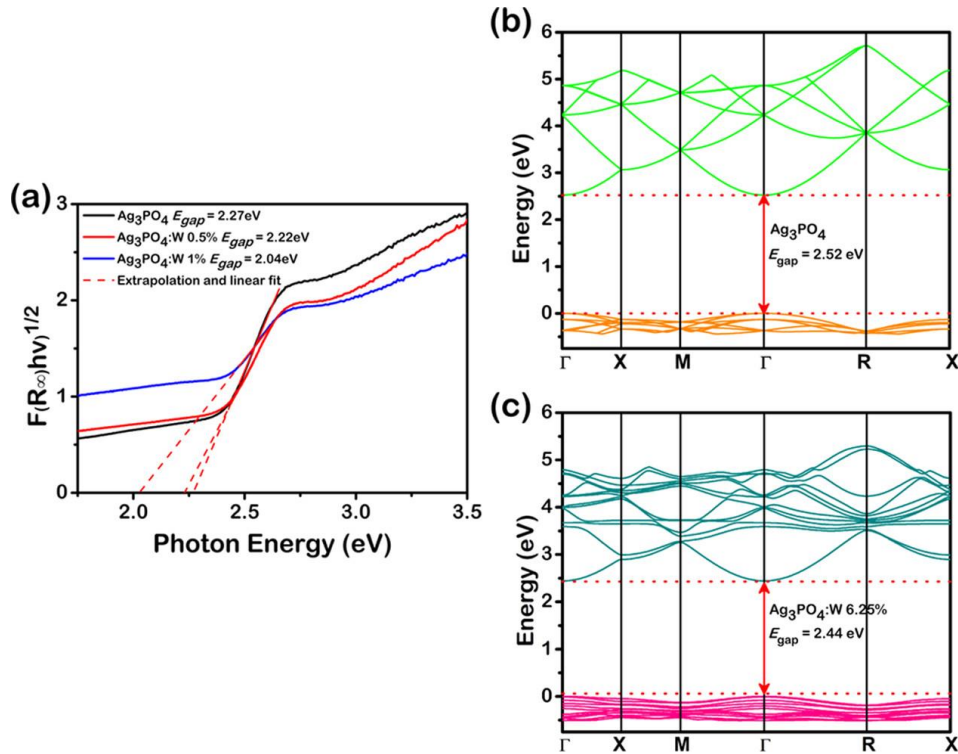 (a)
3
2
1
0
F(R∞)hν)1/2
Ag3PO4 Egap = 2.27eV
Ag3PO4:W 0.5% Egap = 2.22eV
Ag3PO4:W 1% Egap = 2.04eV
Extrapolation and linear fit
2.0 2.5 3.0 3.5
Photon Energy (eV)
(b)
6
5
4
3
2
1
0
Energy (eV)
Ag3PO4
Egap = 2.52 eV
Γ X M Γ R X
(c)
6
5
4
3
2
1
0
Energy (eV)
Ag3PO4:W 6.25%
Egap = 2.44 eV
Γ X M Γ R X